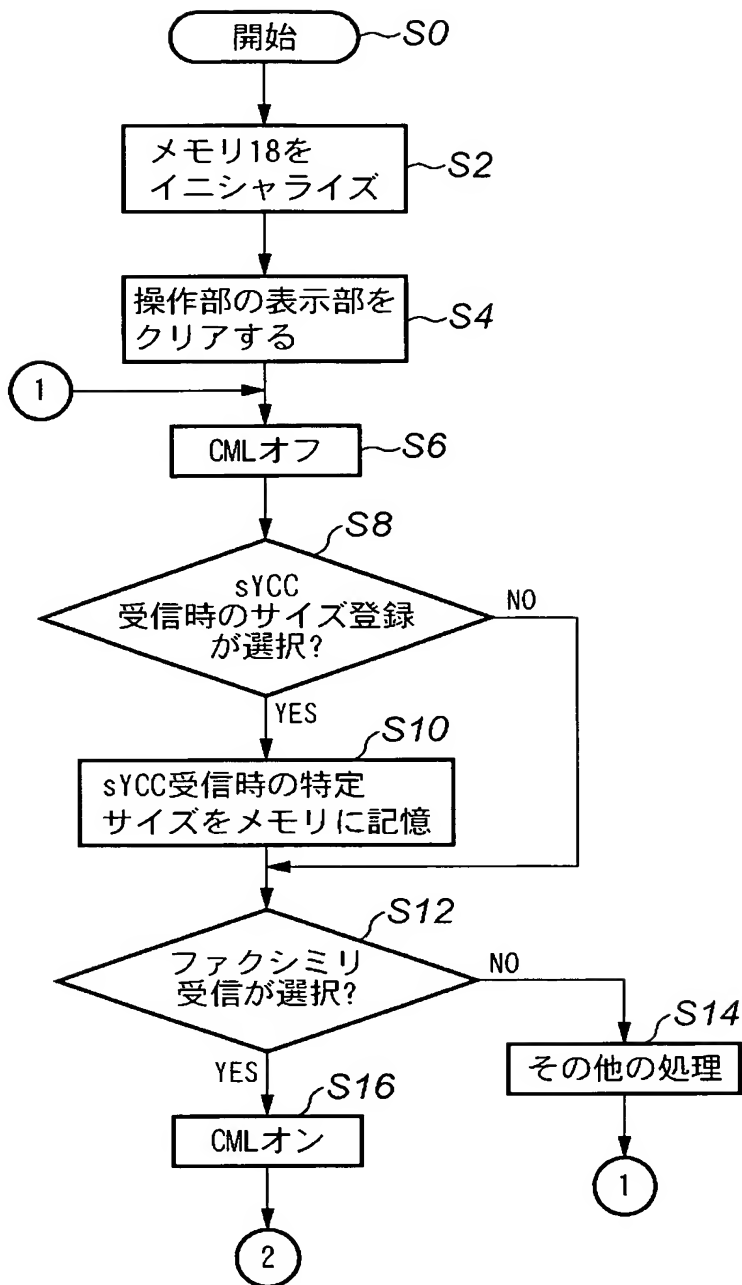 開始
S0
メモリ18を
イニシャライズ
S2
操作部の表示部を
クリアする
S4
1
CMLオフ
S6
S8
sYCC
受信時のサイズ登録
が選択?
NO
YES
S10
sYCC受信時の特定
サイズをメモリに記憶
S12
ファクシミリ
受信が選択?
NO
S14
その他の処理
YES
S16
CMLオン
1
2